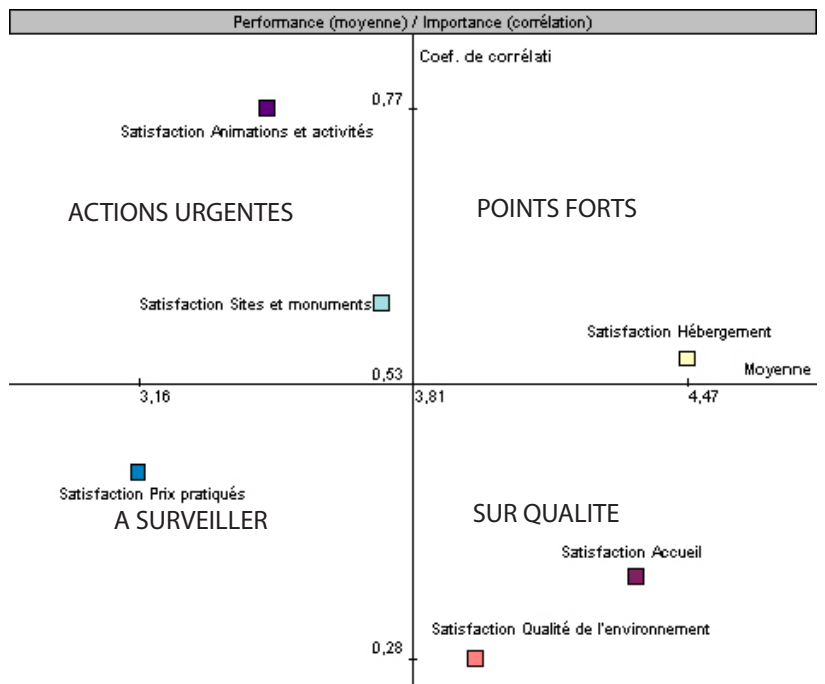 Performance (moyenne) / Importance (corrélation)
Coef. de corrélati
0,77
Satisfaction Animations et activités
ACTIONS URGENTES
POINTS FORTS
Satisfaction Sites et monuments
Satisfaction Hébergement
0,53
Moyenne
3,16
3,81
4,47
Satisfaction Prix pratiqués
A SURVEILLER
SUR QUALITE
Satisfaction Accueil
Satisfaction Qualité de l'environnement
0,28